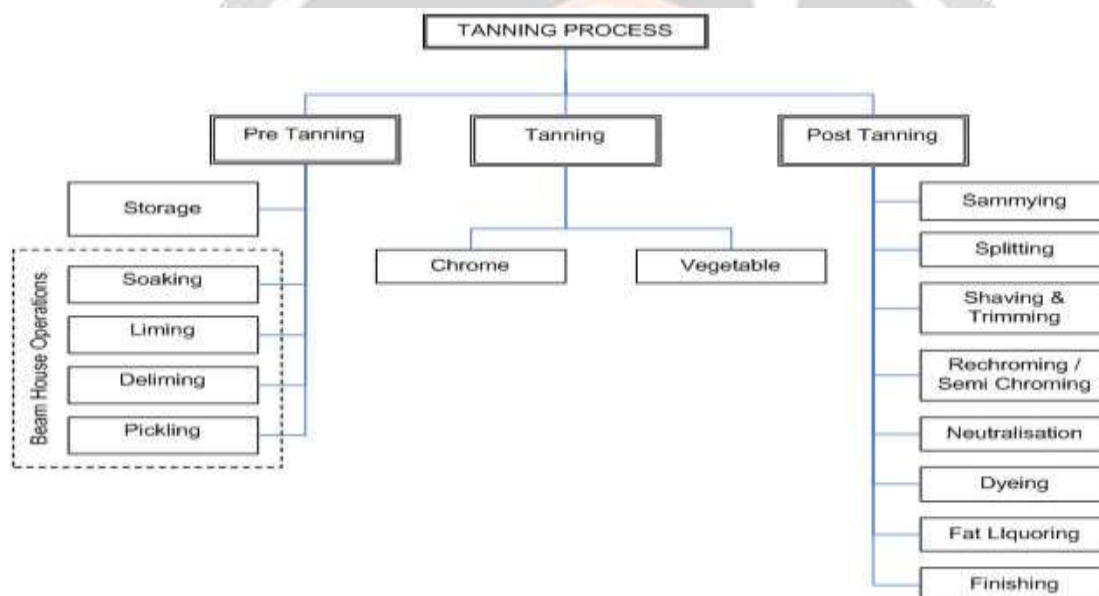 TANNING PROCESS
Pre Tanning
Tanning
Post Tanning
Storage
Beam House Operations
Soaking
Liming
Deliming
Pickling
Chrome
Vegetable
Sammying
Splitting
Shaving &
Trimming
Rechroming /
Semi Chroming
Neutralisation
Dyeing
Fat LIquoring
Finishing